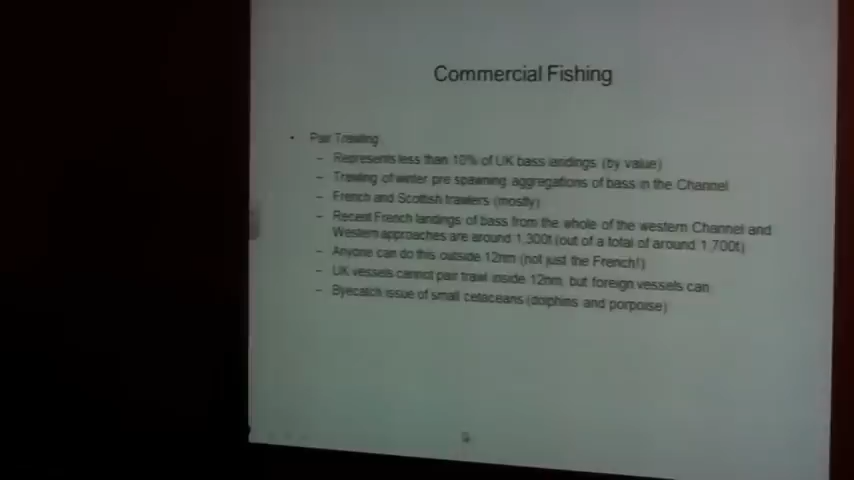 Commercial Fishing
• Pair Trawling
– Represents less than 10% of UK bass landings (by value)
– Trawling of winter pre spawning aggregations of bass in the Channel
– French and Scottish trawlers (mostly)
– Recent French landings of bass from the whole of the western Channel and
Western approaches are around 1,300t (out of a total of around 1,700t)
– Anyone can do this outside 12nm (not just the French!)
– UK vessels cannot pair trawl inside 12nm, but foreign vessels can
– Byecatch issue of small cetaceans (dolphins and porpoise)